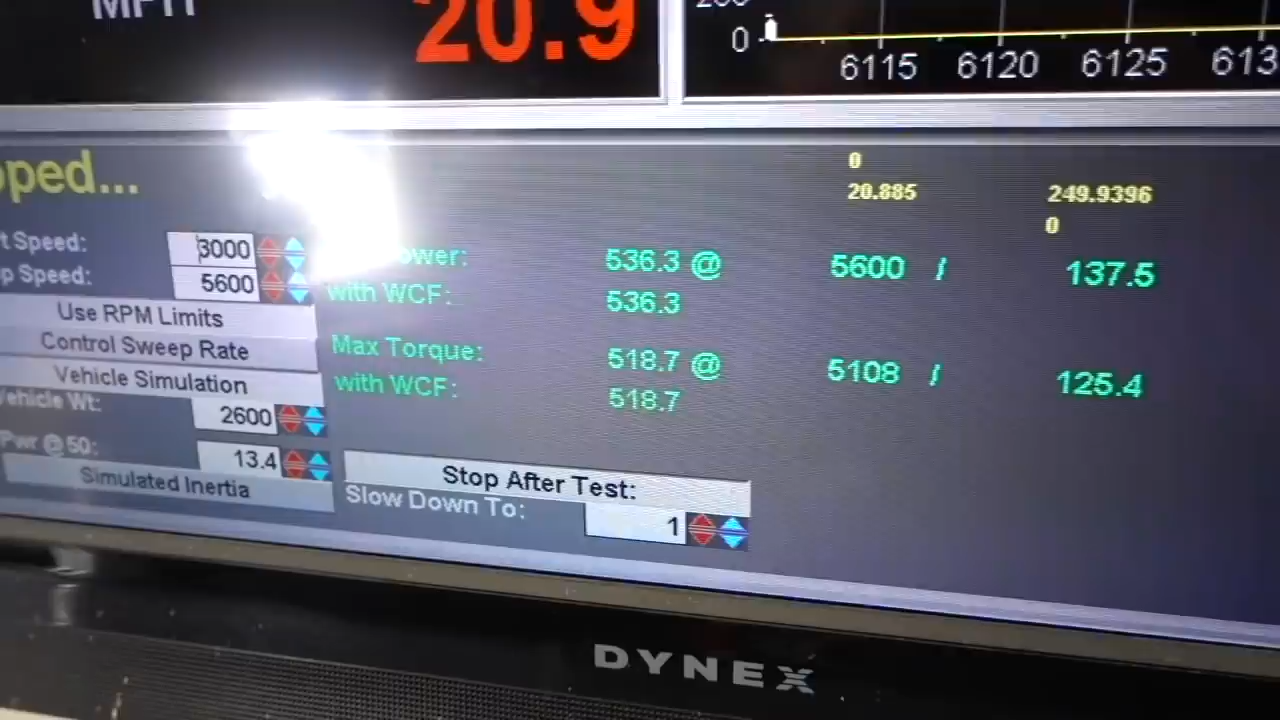 MPH 20.9
0 6115 6120 6125 613
pped...
0
20.885 249.9396
0
t Speed: 3000
p Speed: 5600
Use RPM Limits
Control Sweep Rate
Vehicle Simulation
Vehicle Wt: 2600
Pwr @ 50: 13.4
Simulated Inertia
ower: 536.3 @ 5600 / 137.5
with WCF: 536.3
Max Torque: 518.7 @ 5108 / 125.4
with WCF: 518.7
Stop After Test:
Slow Down To: 1
DYNEX